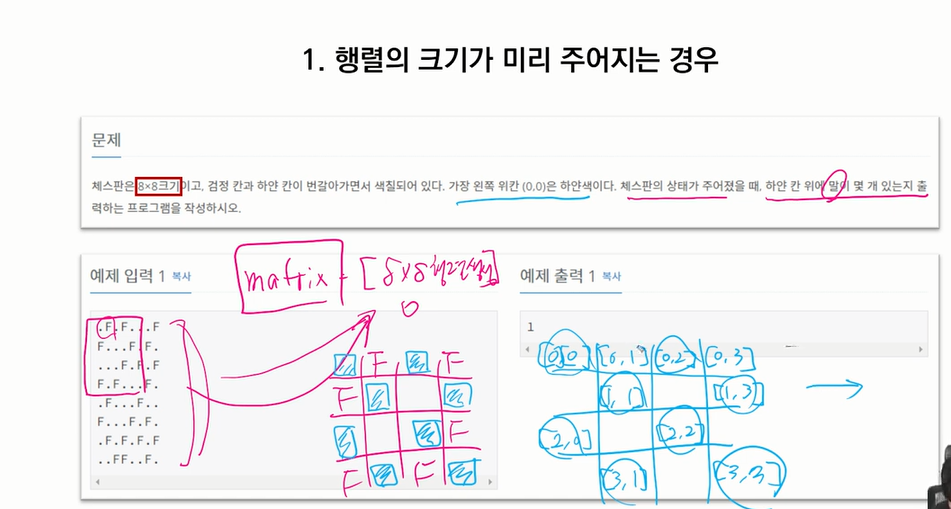 1. 행렬의 크기가 미리 주어지는 경우
문제
체스판은 8×8크기이고, 검정 칸과 하얀 칸이 번갈아가면서 색칠되어 있다. 가장 왼쪽 위칸 (0,0)은 하얀색이다. 체스판의 상태가 주어졌을 때, 하얀 칸 위에 말이 몇 개 있는지 출
력하는 프로그램을 작성하시오.
예제 입력 1 복사
matrix = [8x8행렬생성]
0
예제 출력 1 복사
.F.F...F
F...F.F.
...F.F.F
F.F...F.
.F...F..
F...F.F.
.F.F.F.F
..FF..F.
F F
F
F
F F
1
[0,0] [0,1] [0,2] [0,3]
[1,1] [1,3]
[2,0] [2,2]
[3,1] [3,3]